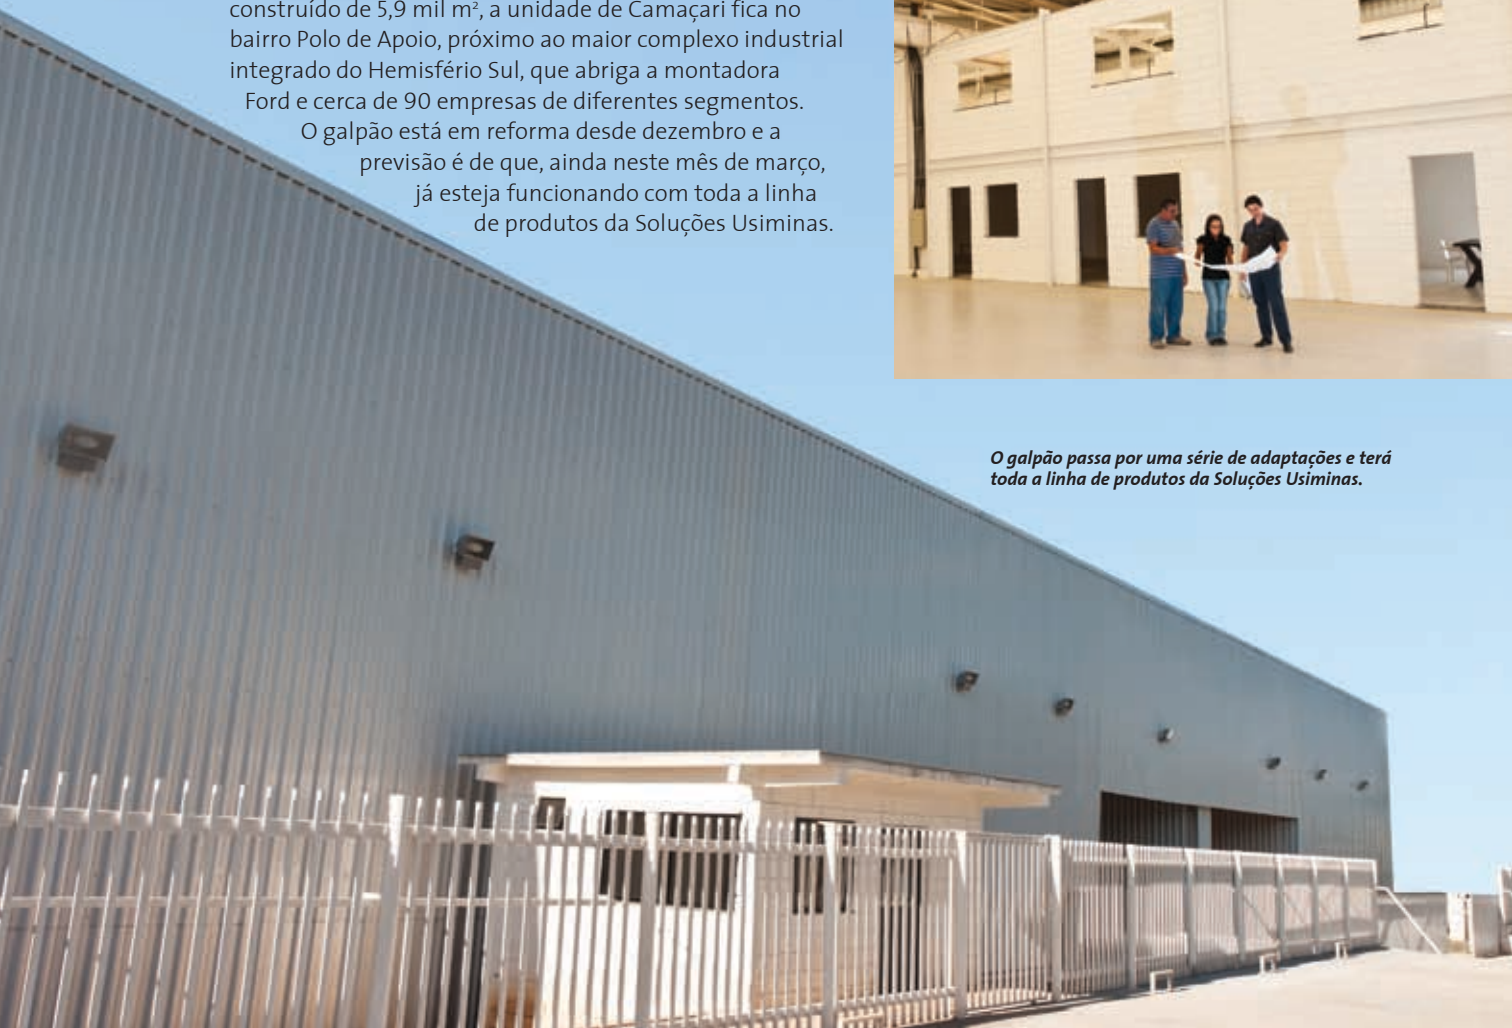 construído de 5,9 mil m², a unidade de Camaçari fica no
bairro Polo de Apoio, próximo ao maior complexo industrial
integrado do Hemisfério Sul, que abriga a montadora
Ford e cerca de 90 empresas de diferentes segmentos.
O galpão está em reforma desde dezembro e a
previsão é de que, ainda neste mês de março,
já esteja funcionando com toda a linha
de produtos da Soluções Usiminas.
O galpão passa por uma série de adaptações e terá
toda a linha de produtos da Soluções Usiminas.